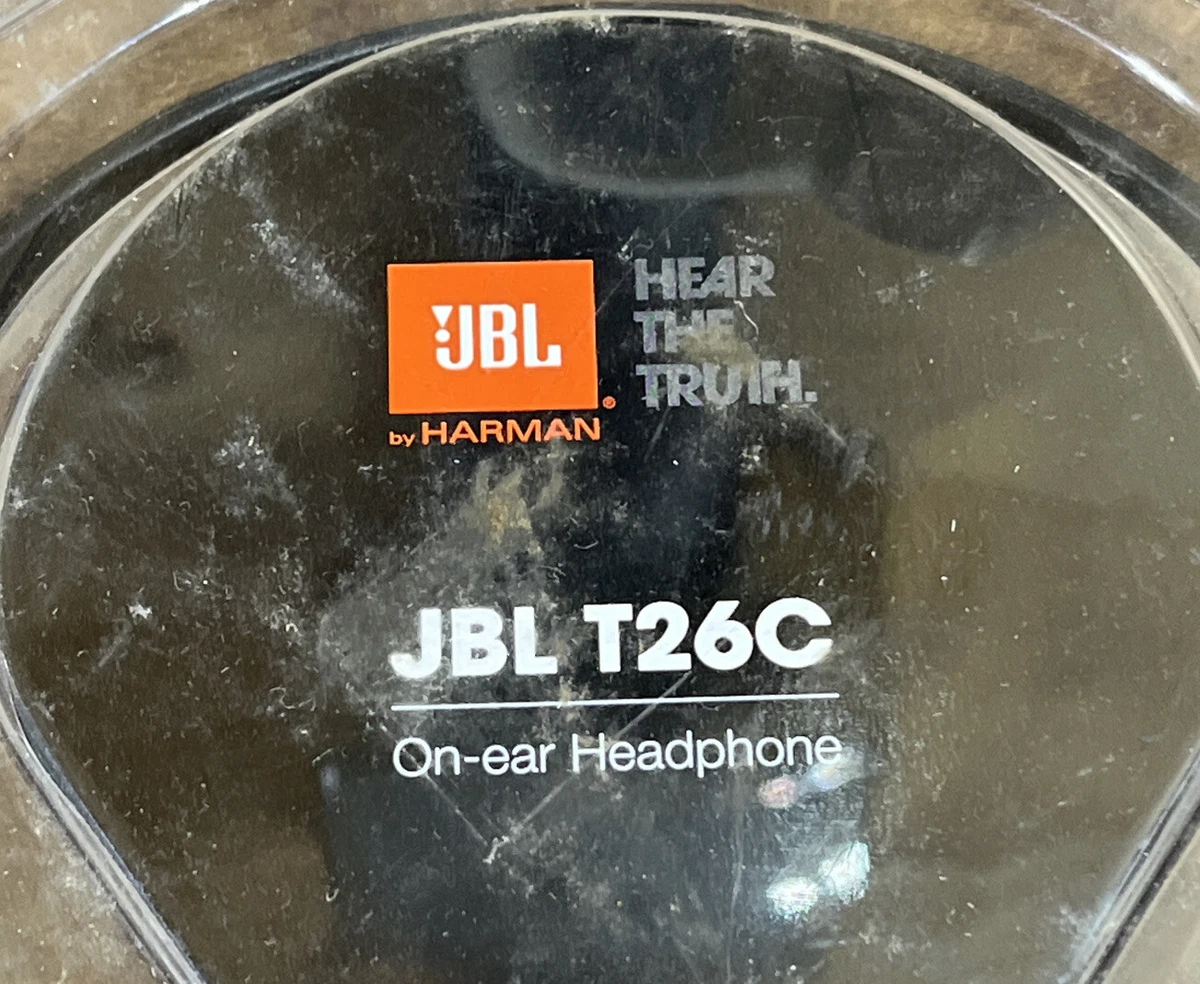 JBL
by HARMAN
HEAR
THE
TRUTH.
JBL T26C
On-ear Headphone